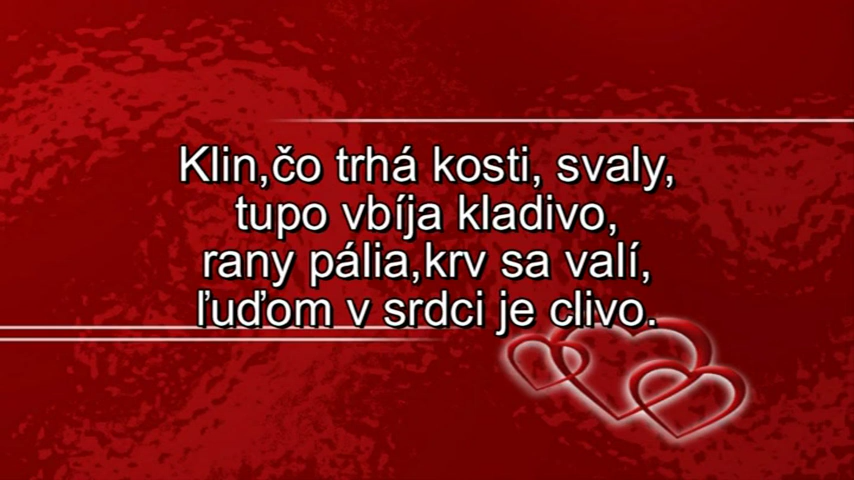 Klin,čo trhá kosti, svaly,
tupo vbíja kladivo,
rany pália,krv sa valí,
ľuďom v srdci je clivo.